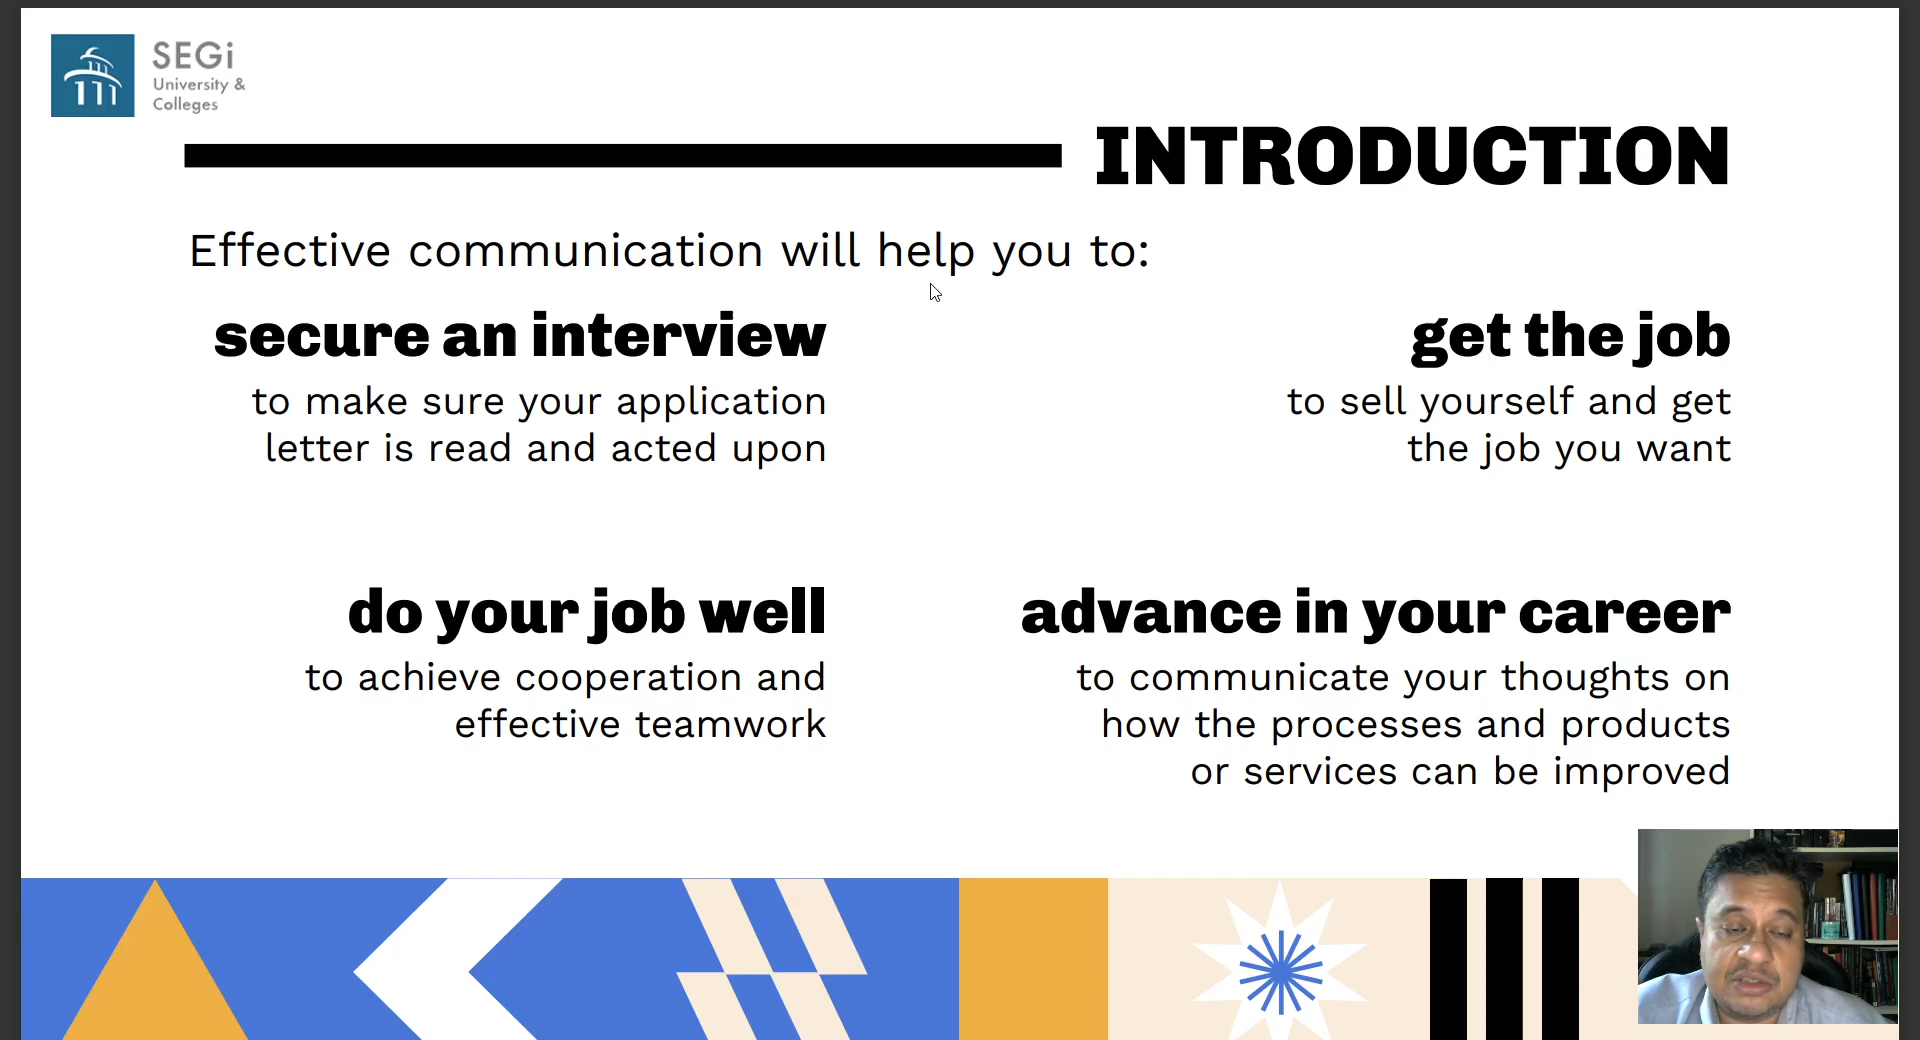 SEGi
University &
Colleges
INTRODUCTION
Effective communication will help you to:
secure an interview
to make sure your application
letter is read and acted upon
get the job
to sell yourself and get
the job you want
do your job well
to achieve cooperation and
effective teamwork
advance in your career
to communicate your thoughts on
how the processes and products
or services can be improved